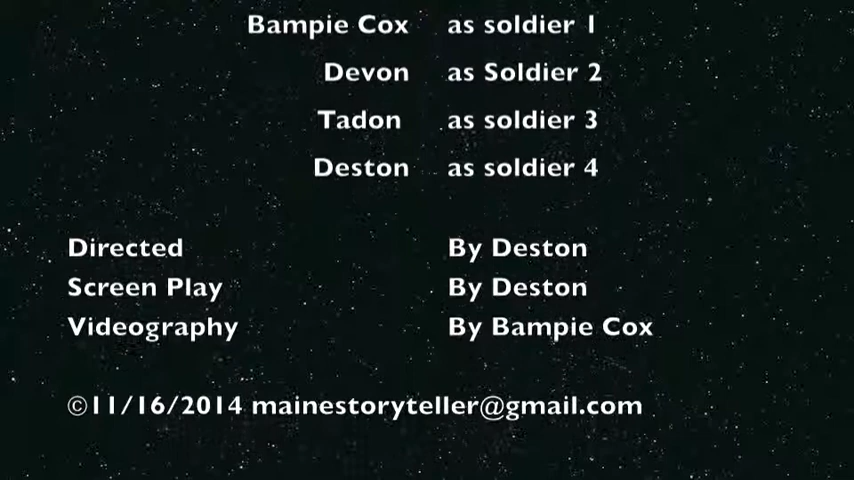 Bampie Cox as soldier 1
Devon as Soldier 2
Tadon as soldier 3
Deston as soldier 4
Directed By Deston
Screen Play By Deston
Videography By Bampie Cox
©11/16/2014 mainestoryteller@gmail.com